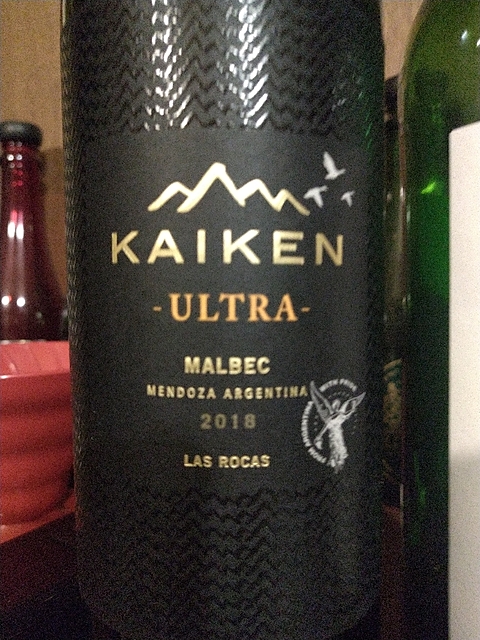 KAIKEN
-ULTRA-
MALBEC
MENDOZA ARGENTINA
2018
LAS ROCAS